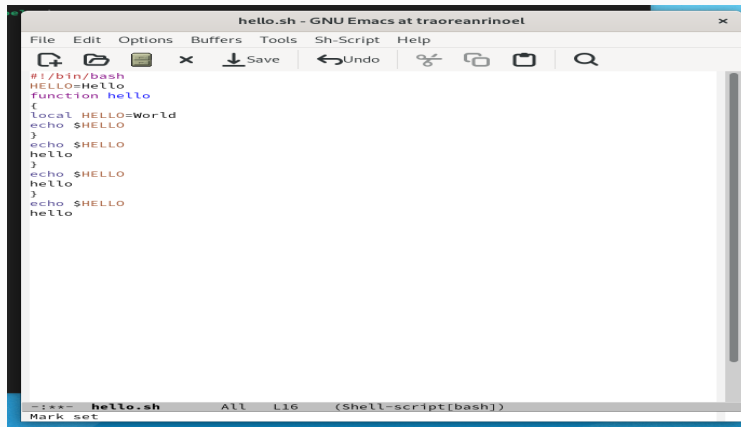 hello.sh - GNU Emacs at traoreanrinoel ×
File Edit Options Buffers Tools Sh-Script Help
Save Undo
#!/bin/bash
HELLO=Hello
function hello
{
local HELLO=World
echo $HELLO
}
echo $HELLO
hello
}
echo $HELLO
hello
}
echo $HELLO
hello
-:**- hello.sh All L16 (Shell-script[bash])
Mark set